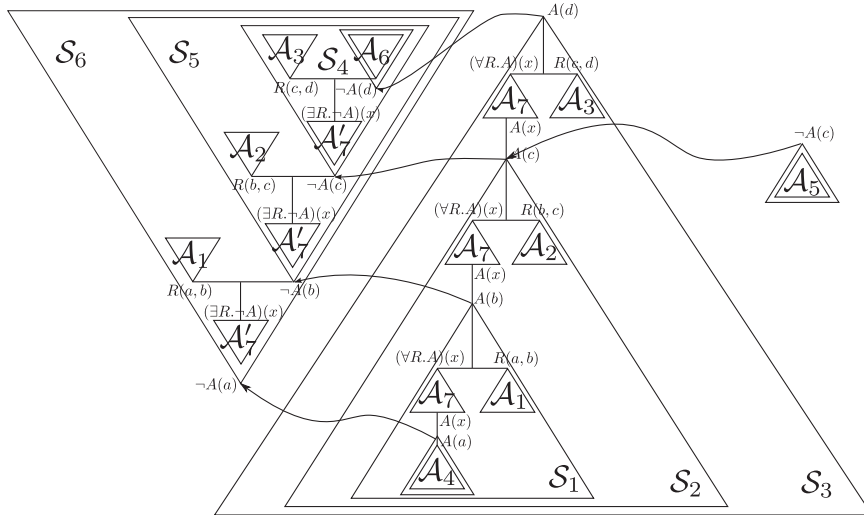 A(d)
S₆
S₅
A₃
S₄
A₆
(∀R.A)(x)
R(c, d)
R(c, d)
¬A(d)
A₇
A₃
(∃R.¬A)(x)
A′₇
A(x)
¬A(c)
A₂
A(c)
R(b, c)
¬A(c)
A₅
(∃R.¬A)(x)
(∀R.A)(x)
R(b, c)
A′₇
A₇
A₂
A₁
A(x)
R(a, b)
¬A(b)
A(b)
(∃R.¬A)(x)
A′₇
(∀R.A)(x)
R(a, b)
¬A(a)
A₇
A₁
A(x)
A(a)
A₄
S₁
S₂
S₃